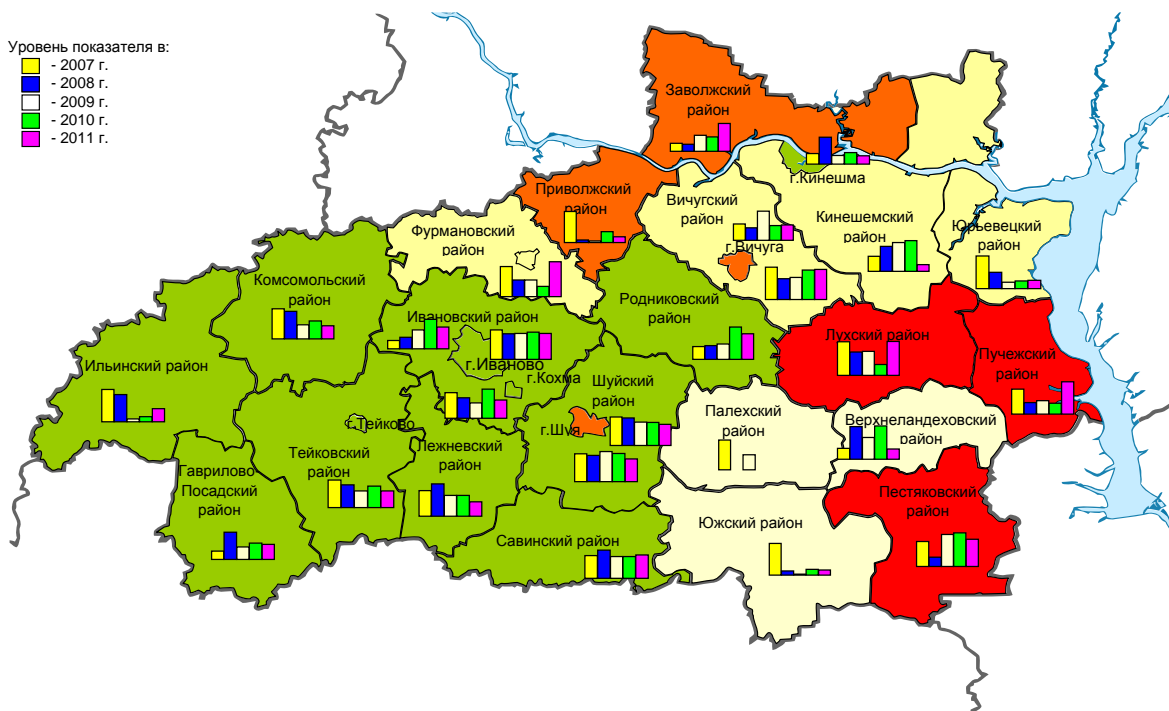 Уровень показателя в:
- 2007 г.
- 2008 г.
- 2009 г.
- 2010 г.
- 2011 г.
Заволжский
район
г.Кинешма
Приволжский
район
Вичугский
район
Кинешемский
район
Юрьевецкий
район
Фурмановский
район
г.Вичуга
Комсомольский
район
Родниковский
район
Ивановский
район
Лухский район
Пучежский
район
Ильинский район
г.Иваново
г.Кохма
Шуйский
район
Палехский
район
Верхнеландеховский
район
г.Тейково
г.Шуя
Тейковский
район
Лежневский
район
Гаврилово
Посадский
район
Пестяковский
район
Южский район
Савинский район